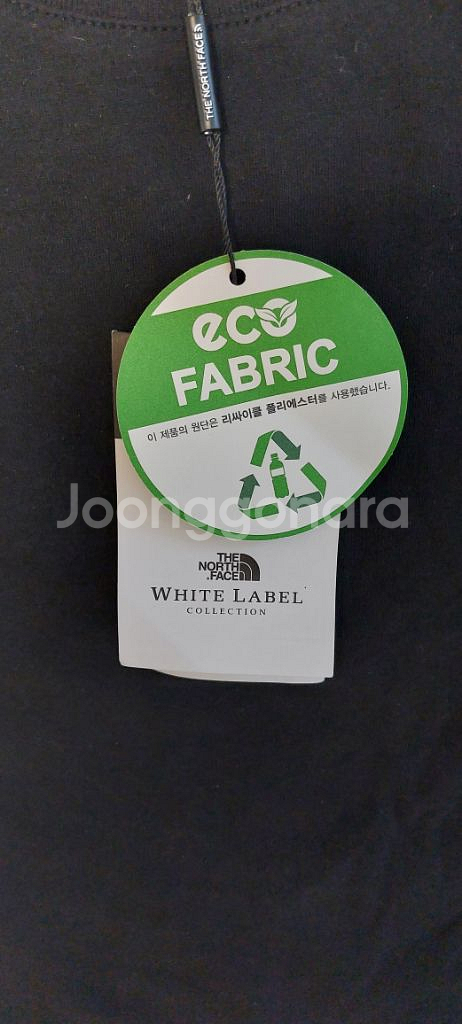 THE NORTH FACE
eco
FABRIC
이 제품의 원단은 리싸이클 폴리에스터를 사용했습니다.
Joonggonara
THE
NORTH
FACE
WHITE LABEL
COLLECTION